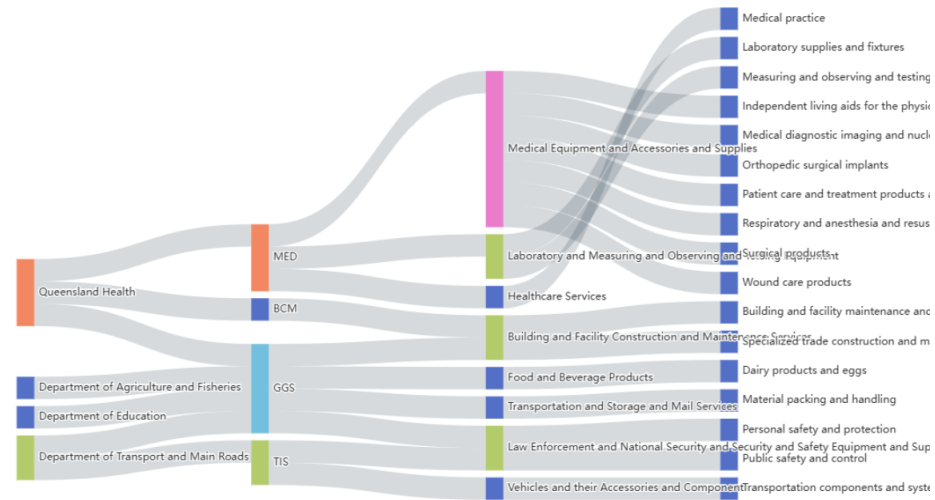 Queensland Health
Department of Agriculture and Fisheries
Department of Education
Department of Transport and Main Roads
MED
BCM
GGS
TIS
Medical Equipment and Accessories and Supplies
Laboratory and Measuring and Observing and Testing Equipment
Healthcare Services
Building and Facility Construction and Maintenance Services
Food and Beverage Products
Transportation and Storage and Mail Services
Law Enforcement and National Security and Security and Safety Equipment and Sup
Vehicles and their Accessories and Component
Medical practice
Laboratory supplies and fixtures
Measuring and observing and testing
Independent living aids for the physic
Medical diagnostic imaging and nucle
Orthopedic surgical implants
Patient care and treatment products a
Respiratory and anesthesia and resus
Surgical products
Wound care products
Building and facility maintenance and
Specialized trade construction and m
Dairy products and eggs
Material packing and handling
Personal safety and protection
Public safety and control
Transportation components and syste